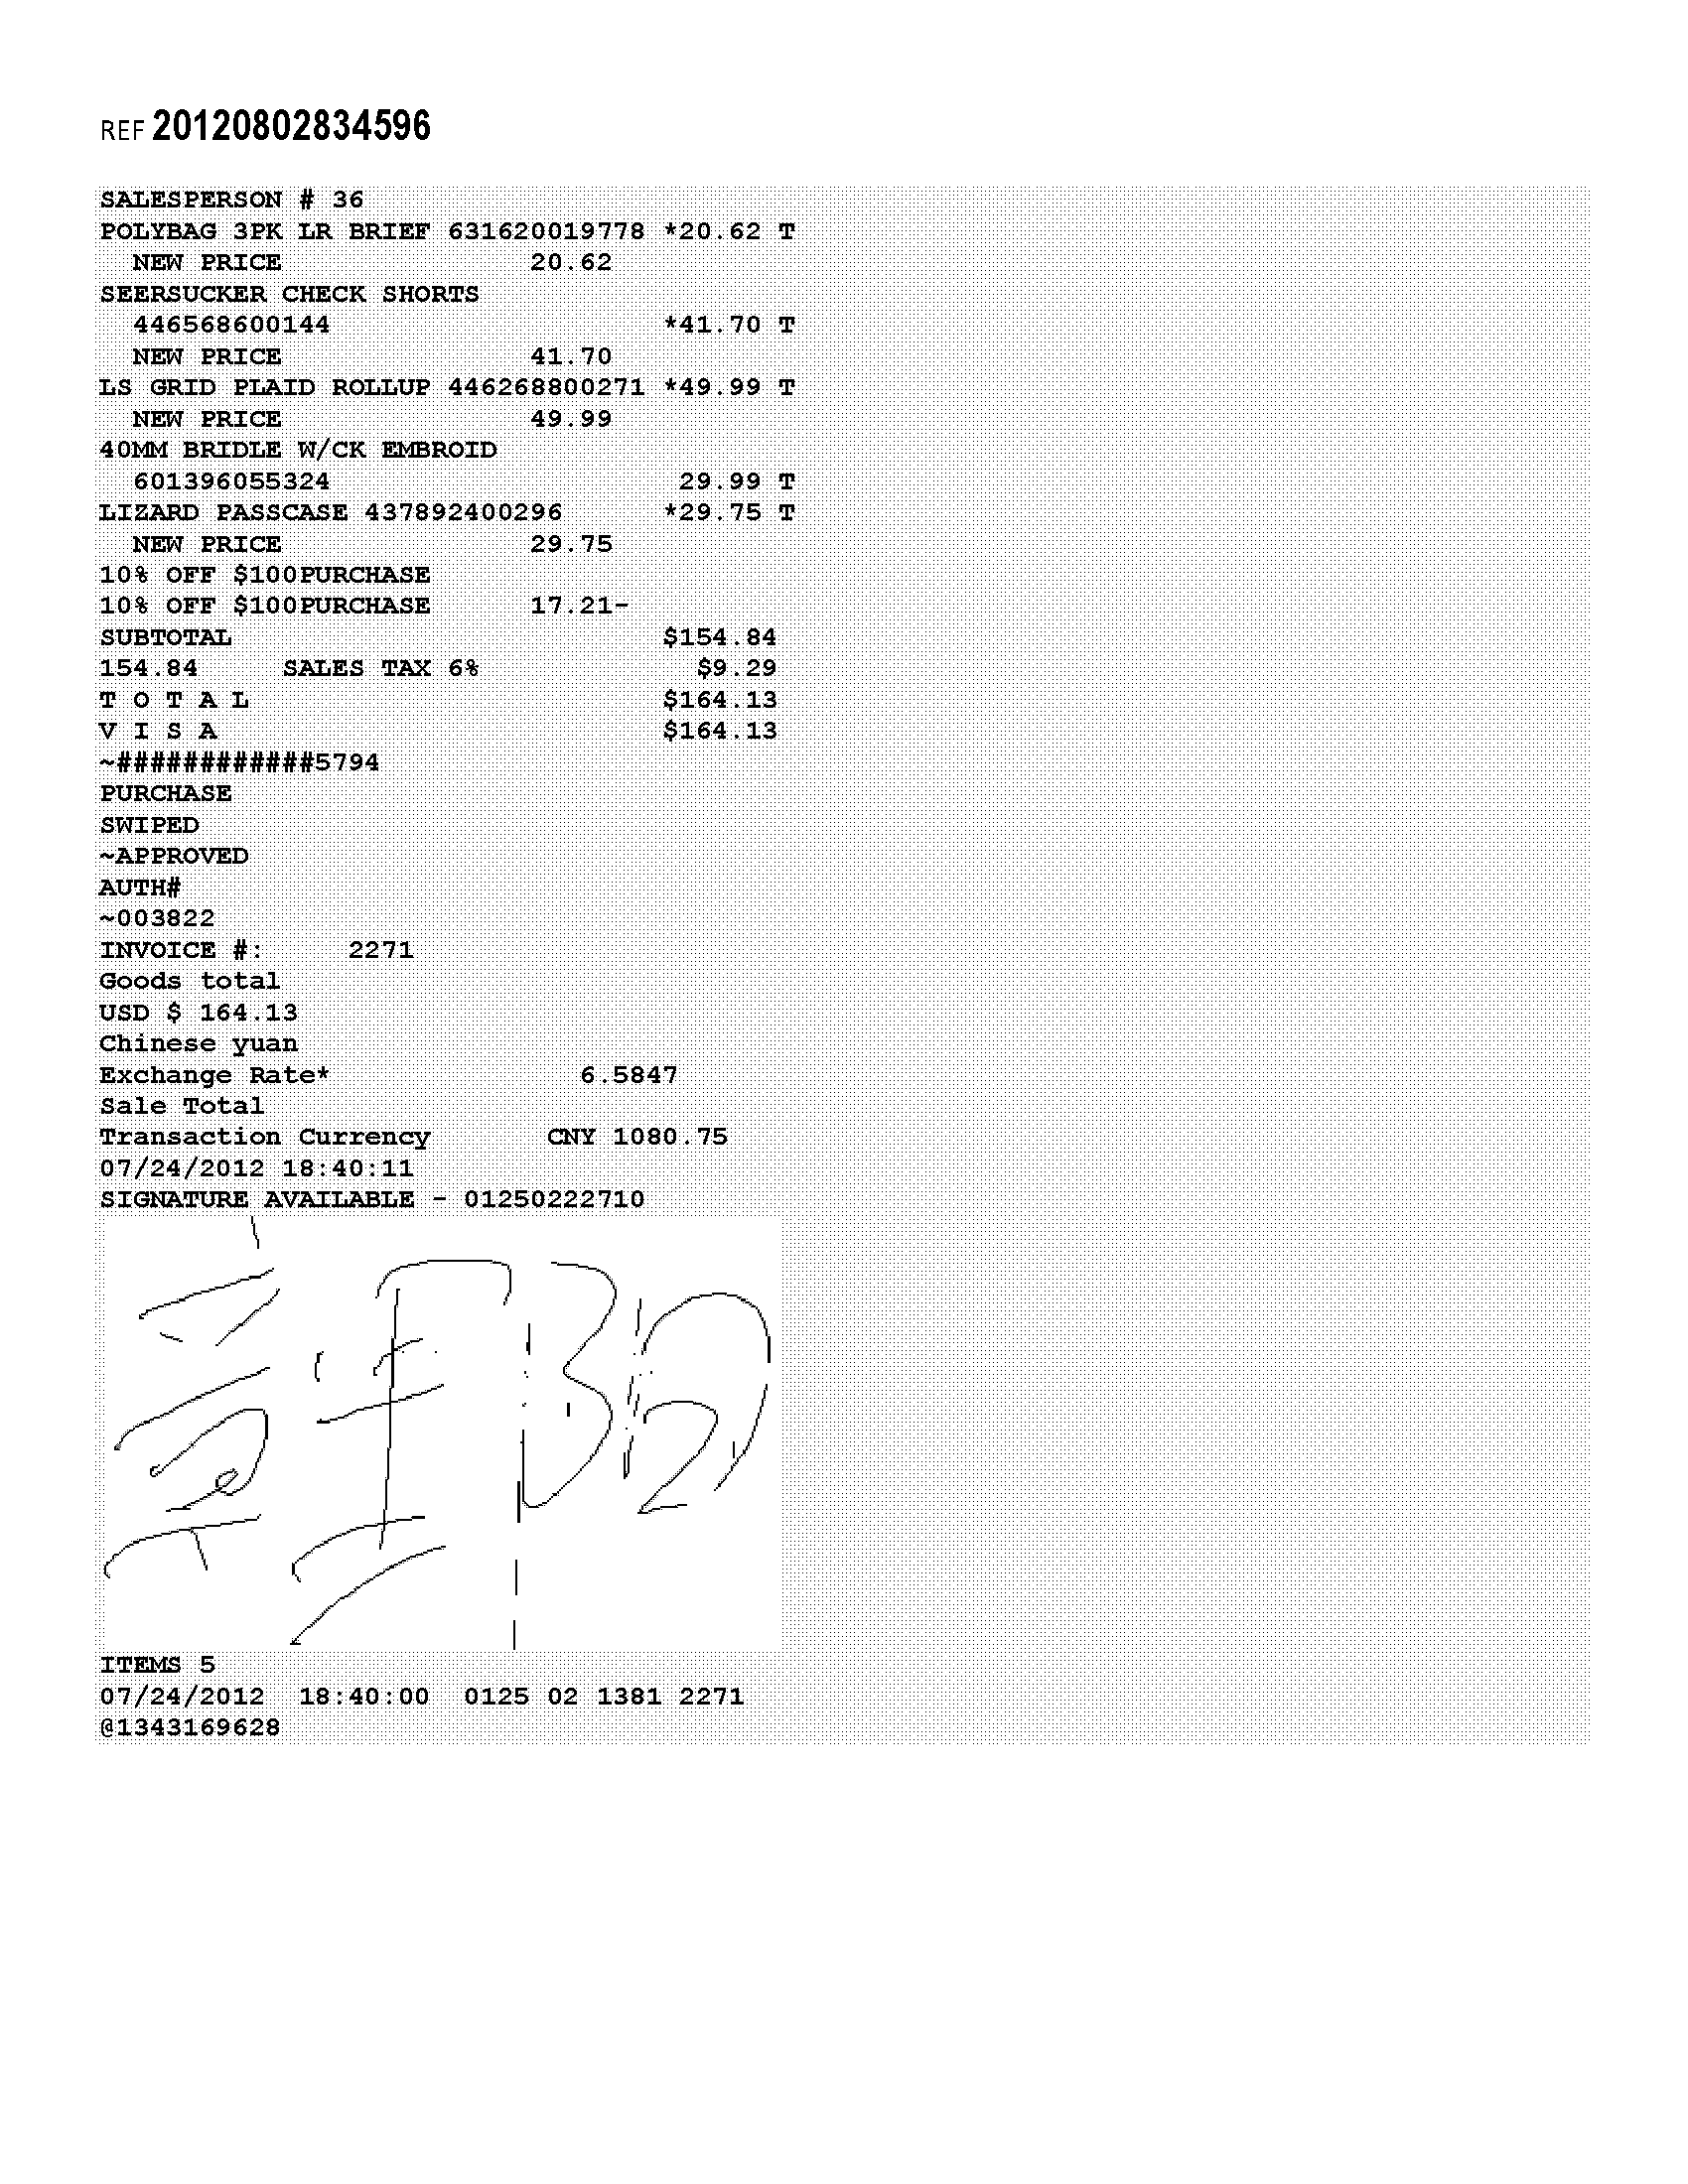 REF 20120802834596
SALESPERSON # 36
POLYBAG 3PK LR BRIEF 631620019778 *20.62 T
NEW PRICE 20.62
SEERSUCKER CHECK SHORTS
446568600144 *41.70 T
NEW PRICE 41.70
LS GRID PLAID ROLLUP 446268800271 *49.99 T
NEW PRICE 49.99
40MM BRIDLE W/CK EMBROID
601396055324 29.99 T
LIZARD PASSCASE 437892400296 *29.75 T
NEW PRICE 29.75
10% OFF $100PURCHASE
10% OFF $100PURCHASE 17.21-
SUBTOTAL $154.84
154.84 SALES TAX 6% $9.29
T O T A L $164.13
V I S A $164.13
~############5794
PURCHASE
SWIPED
~APPROVED
AUTH#
~003822
INVOICE #: 2271
Goods total
USD $ 164.13
Chinese yuan
Exchange Rate* 6.5847
Sale Total
Transaction Currency CNY 1080.75
07/24/2012 18:40:11
SIGNATURE AVAILABLE - 01250222710
ITEMS 5
07/24/2012 18:40:00 0125 02 1381 2271
@1343169628